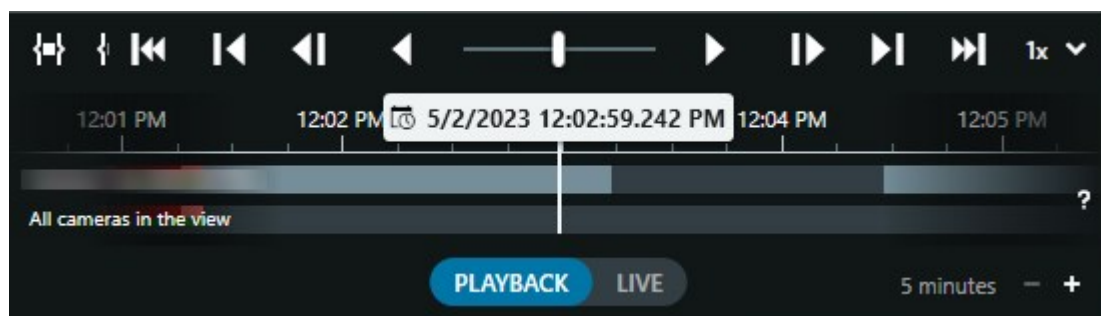 1x
12:01 PM 12:02 PM 5/2/2023 12:02:59.242 PM 12:04 PM 12:05 PM
?
All cameras in the view
PLAYBACK LIVE 5 minutes - +